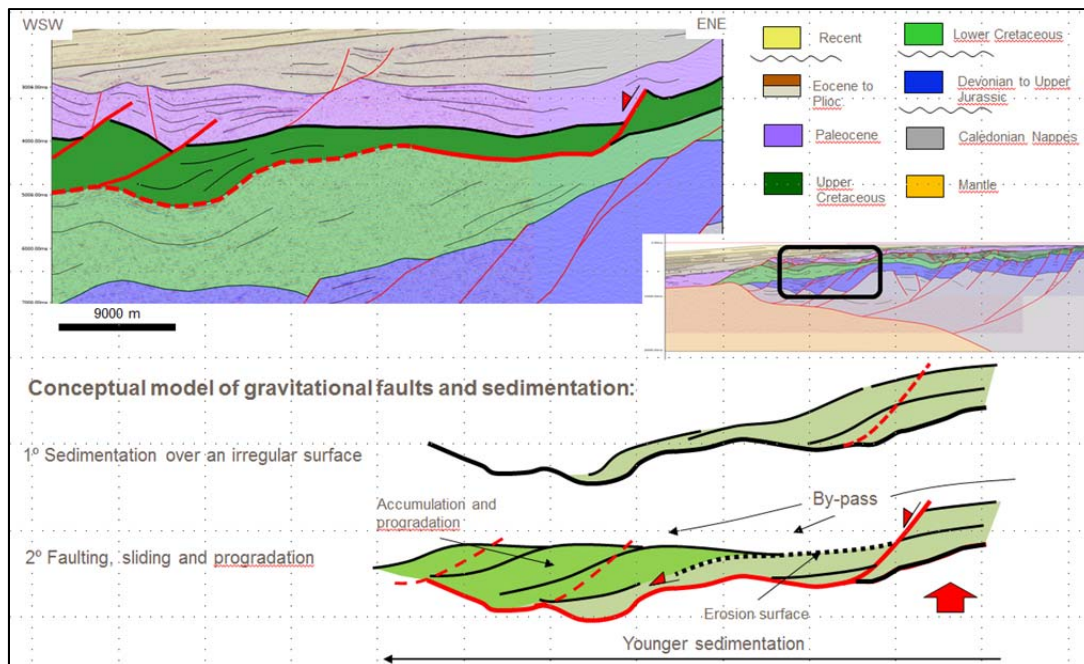 WSW
ENE
Recent
Eocene to
Plioc.
Paleocene
Upper
Cretaceous
Lower Cretaceous
Devonian to Upper
Jurassic
Caledonian Nappes
Mantle
9000 m
Conceptual model of gravitational faults and sedimentation:
1º Sedimentation over an irregular surface
Accumulation and
progradation
By-pass
2º Faulting, sliding and progradation
Erosion surface
Younger sedimentation